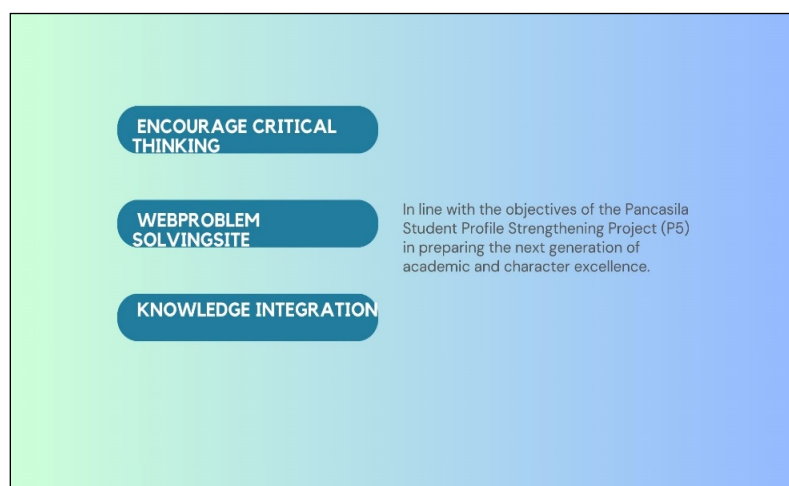 ENCOURAGE CRITICAL
THINKING
WEBPROBLEM
SOLVINGSITE
KNOWLEDGE INTEGRATION
In line with the objectives of the Pancasila
Student Profile Strengthening Project (P5)
in preparing the next generation of
academic and character excellence.